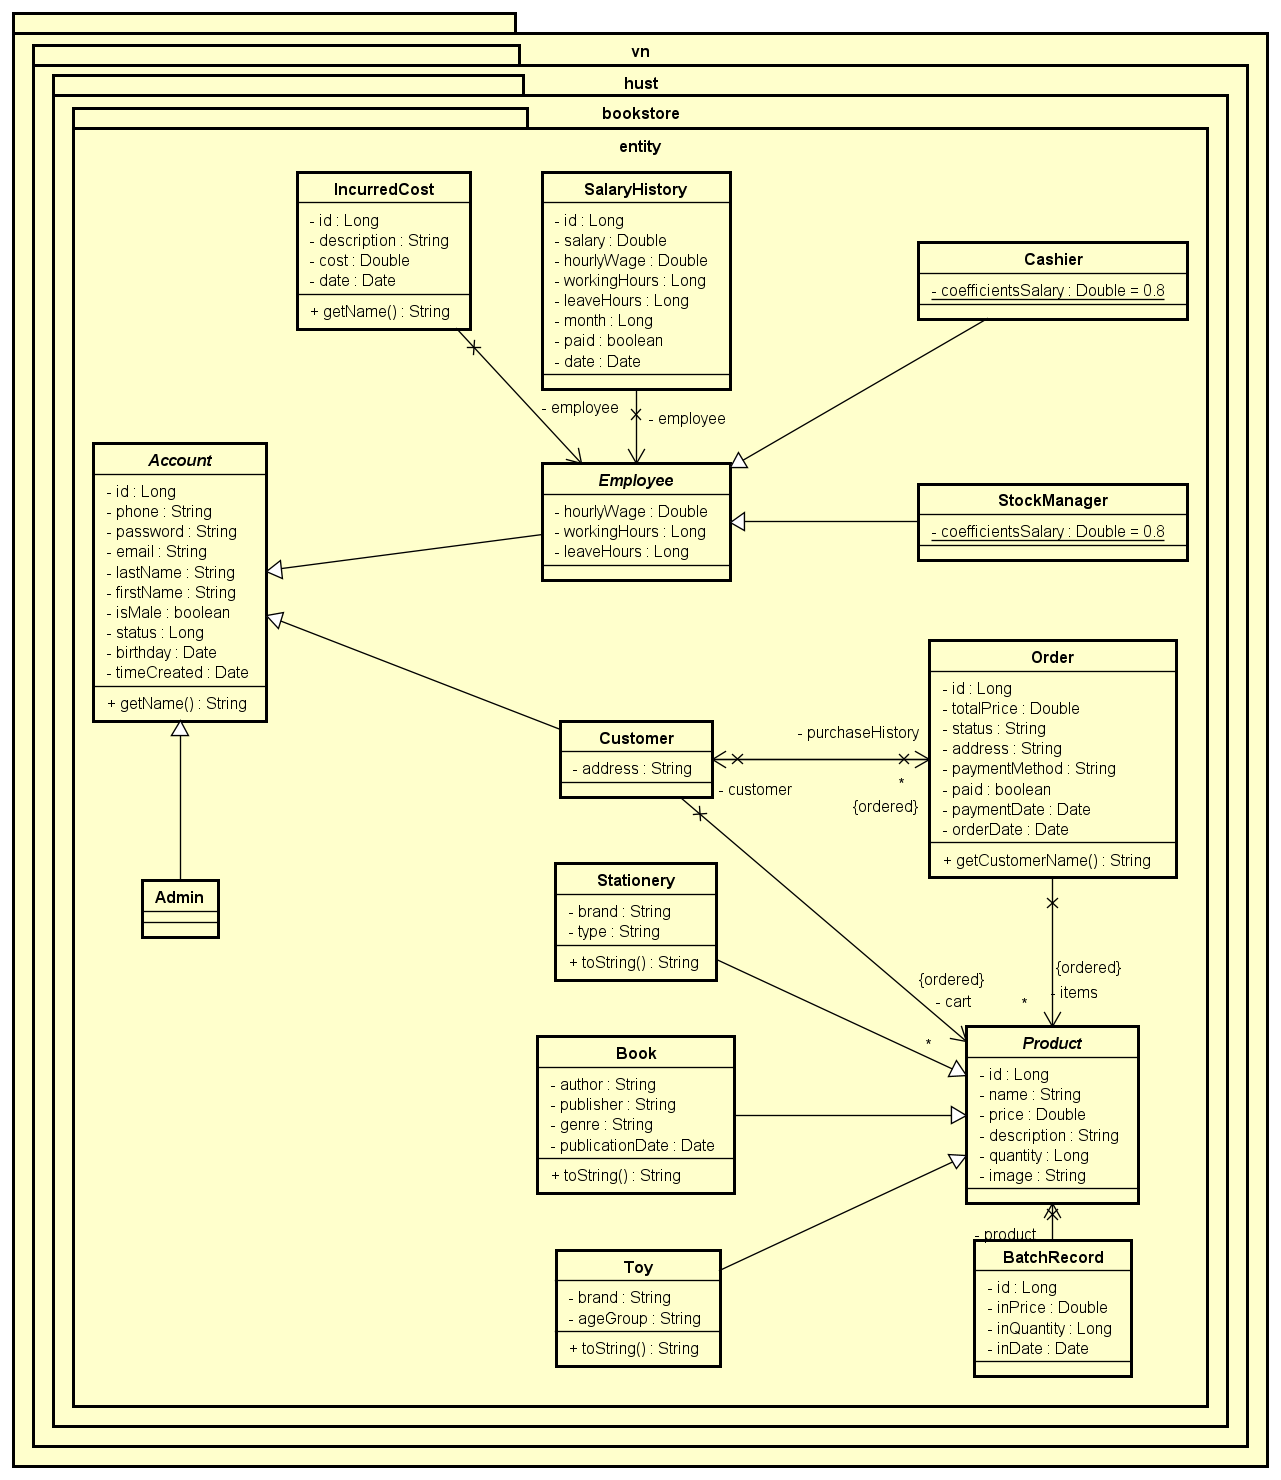 vn
hust
bookstore
entity
IncurredCost
- id : Long
- description : String
- cost : Double
- date : Date
+ getName() : String
SalaryHistory
- id : Long
- salary : Double
- hourlyWage : Double
- workingHours : Long
- leaveHours : Long
- month : Long
- paid : boolean
- date : Date
Cashier
- coefficientsSalary : Double = 0.8
- employee
- employee
Account
- id : Long
- phone : String
- password : String
- email : String
- lastName : String
- firstName : String
- isMale : boolean
- status : Long
- birthday : Date
- timeCreated : Date
+ getName() : String
Employee
- hourlyWage : Double
- workingHours : Long
- leaveHours : Long
StockManager
- coefficientsSalary : Double = 0.8
Order
- id : Long
- totalPrice : Double
- status : String
- address : String
- paymentMethod : String
- paid : boolean
- paymentDate : Date
- orderDate : Date
+ getCustomerName() : String
Customer
- address : String
- purchaseHistory
- customer
*
{ordered}
Admin
Stationery
- brand : String
- type : String
+ toString() : String
{ordered}
- cart
*
{ordered}
- items
*
Book
- author : String
- publisher : String
- genre : String
- publicationDate : Date
+ toString() : String
Product
- id : Long
- name : String
- price : Double
- description : String
- quantity : Long
- image : String
- product
Toy
- brand : String
- ageGroup : String
+ toString() : String
BatchRecord
- id : Long
- inPrice : Double
- inQuantity : Long
- inDate : Date